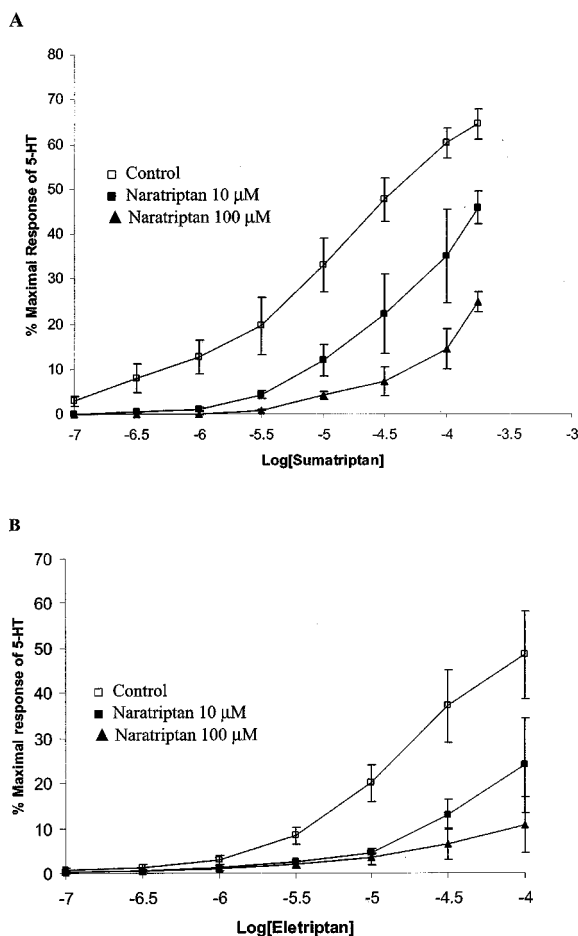 A
80
70
60
50
40
30
20
10
0
% Maximal Response of 5-HT
Control
Naratriptan 10 μM
Naratriptan 100 μM
-7 -6.5 -6 -5.5 -5 -4.5 -4 -3.5 -3
Log[Sumatriptan]
B
70
60
50
40
30
20
10
0
% Maximal response of 5-HT
Control
Naratriptan 10 μM
Naratriptan 100 μM
-7 -6.5 -6 -5.5 -5 -4.5 -4
Log[Eletriptan]